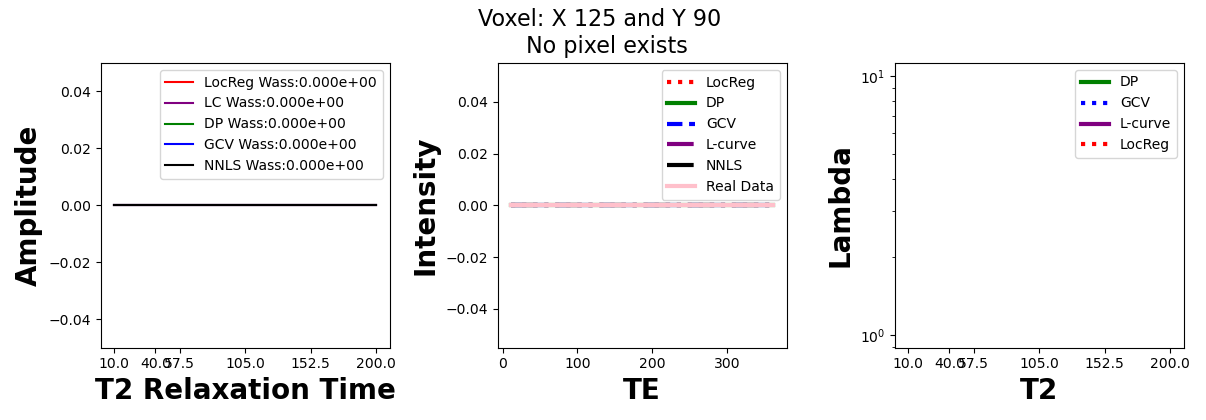 Voxel: X 125 and Y 90
No pixel exists
Amplitude
0.04
0.02
0.00
−0.02
−0.04
LocReg Wass:0.000e+00
LC Wass:0.000e+00
DP Wass:0.000e+00
GCV Wass:0.000e+00
NNLS Wass:0.000e+00
10.0 40.0 57.5 105.0 152.5 200.0
T2 Relaxation Time
Intensity
0.04
0.02
0.00
−0.02
−0.04
LocReg
DP
GCV
L-curve
NNLS
Real Data
0 100 200 300
TE
Lambda
10¹
10⁰
DP
GCV
L-curve
LocReg
10.0 40.0 57.5 105.0 152.5 200.0
T2